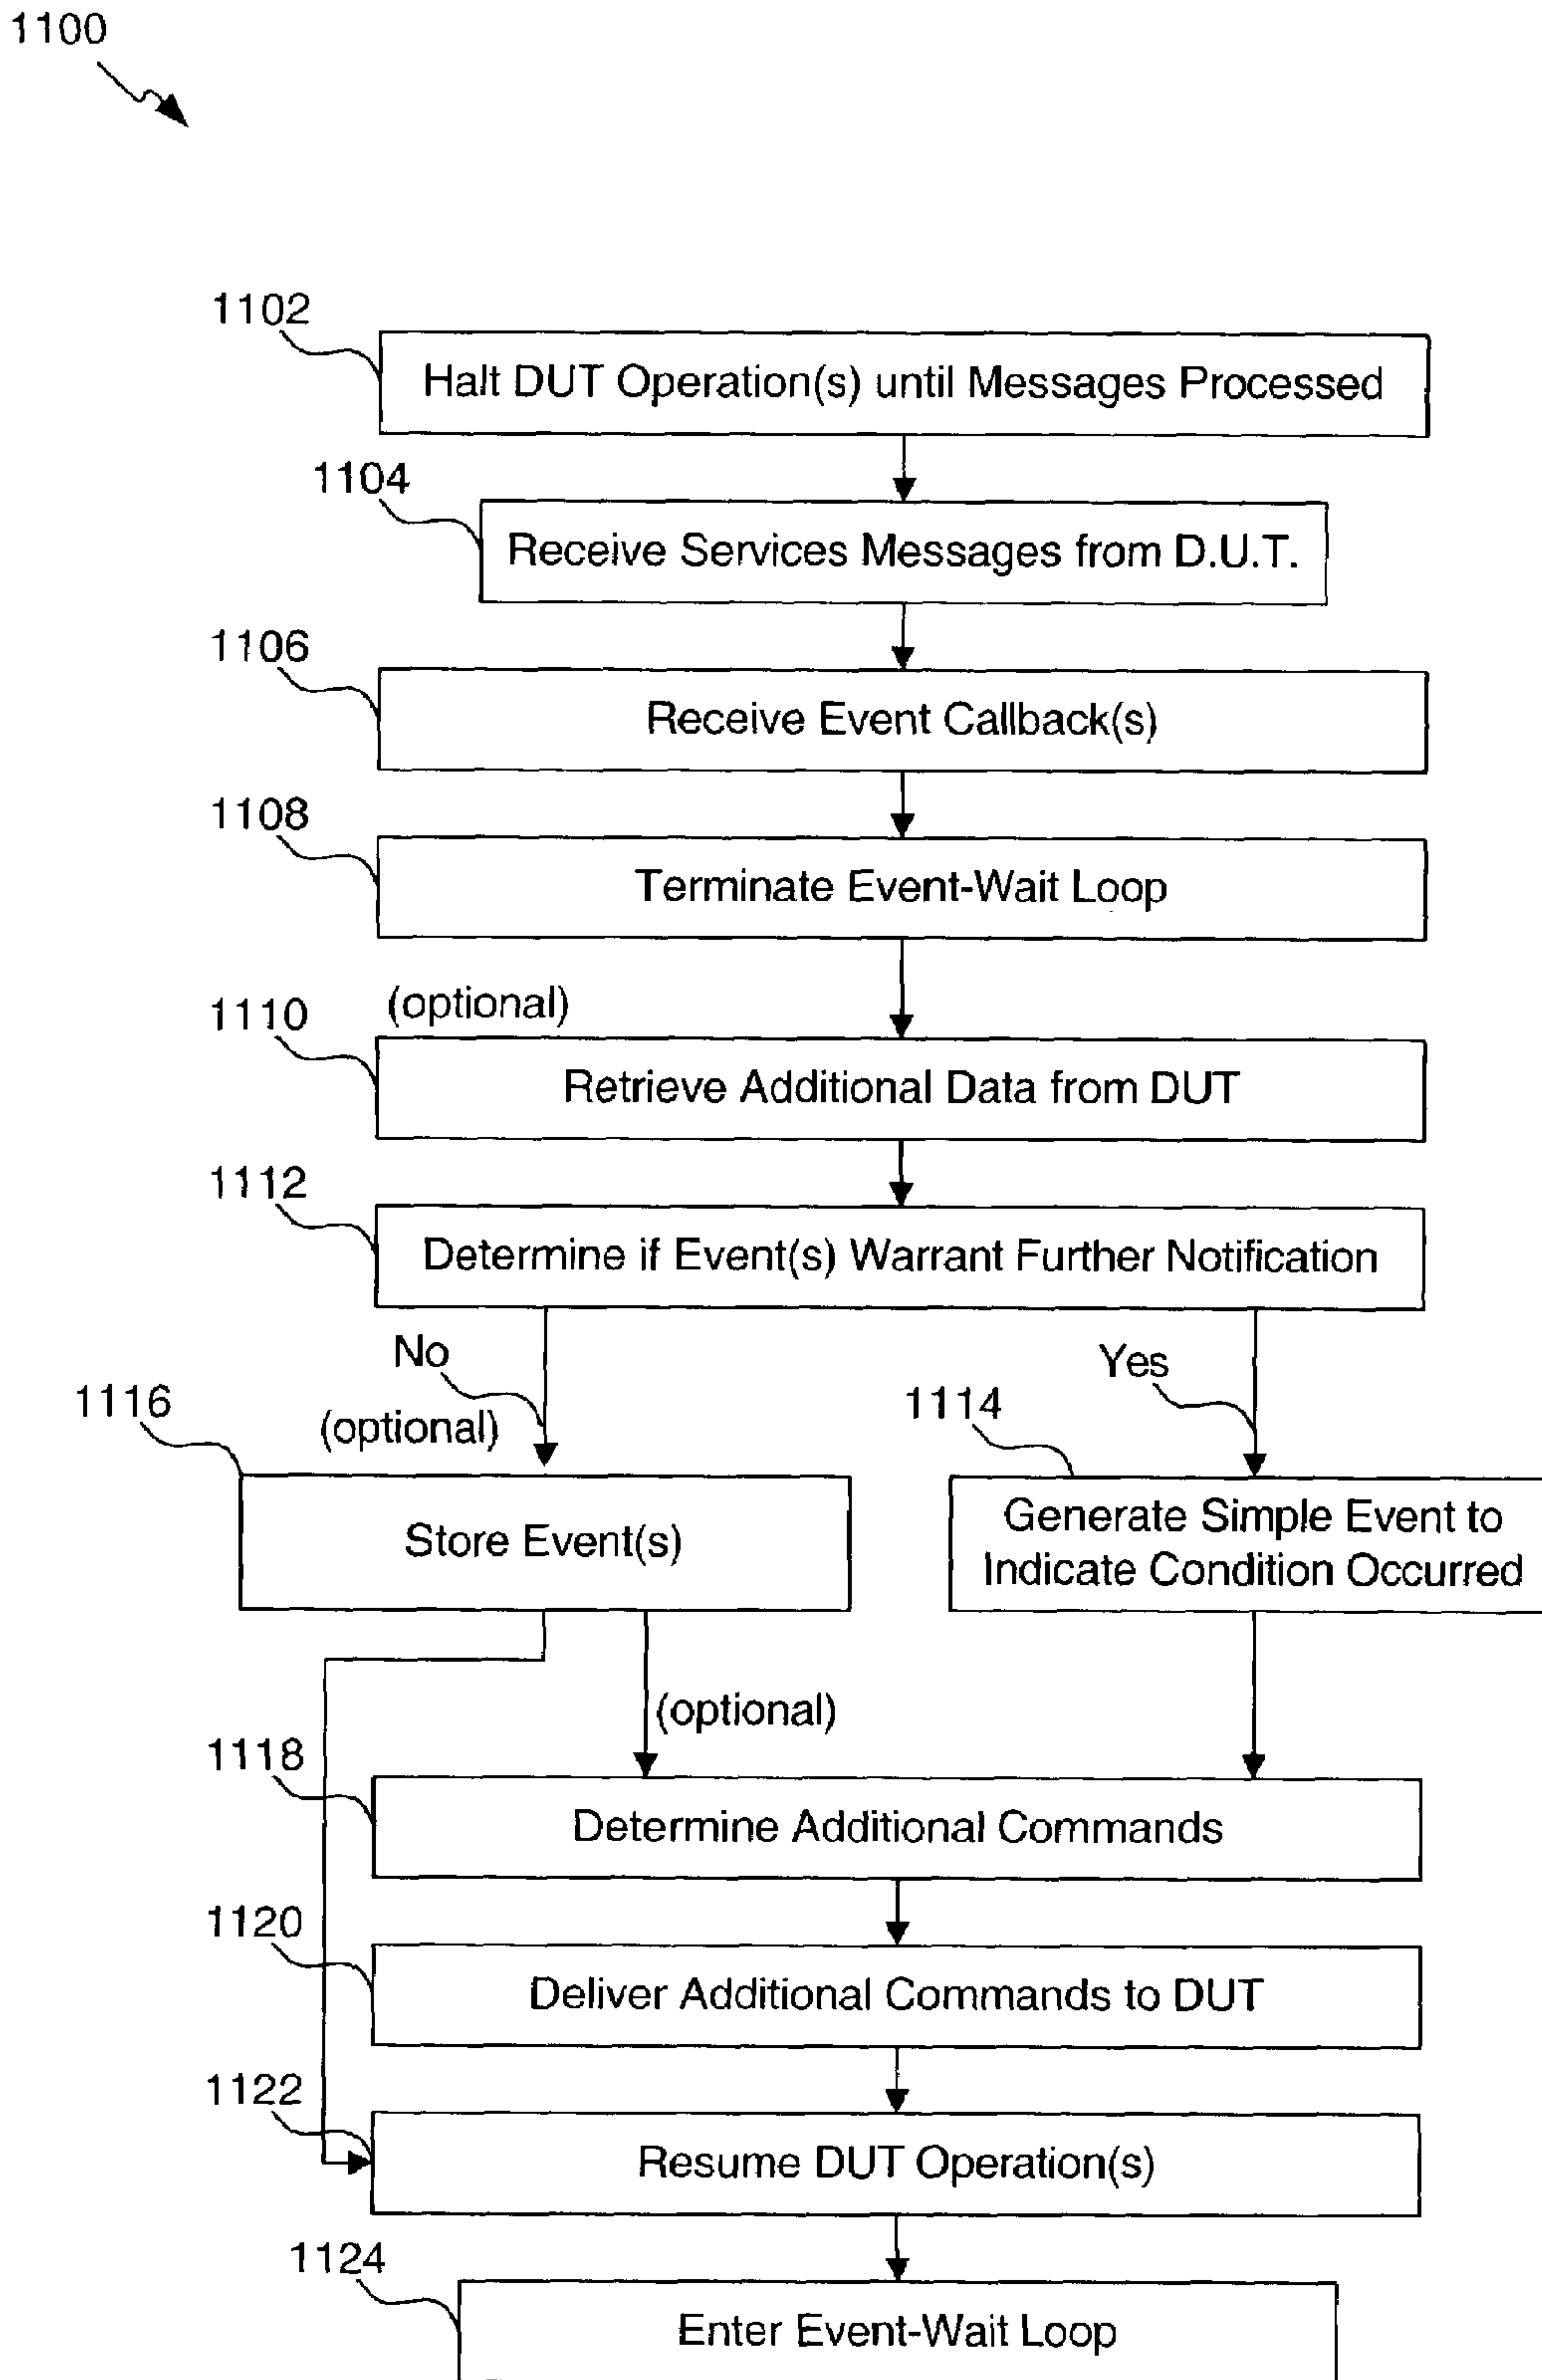 1100
1102
Halt DUT Operation(s) until Messages Processed
1104
Receive Services Messages from D.U.T.
1106
Receive Event Callback(s)
1108
Terminate Event-Wait Loop
(optional)
1110
Retrieve Additional Data from DUT
1112
Determine if Event(s) Warrant Further Notification
No
Yes
1116
(optional)
1114
Store Event(s)
Generate Simple Event to
Indicate Condition Occurred
(optional)
1118
Determine Additional Commands
1120
Deliver Additional Commands to DUT
1122
Resume DUT Operation(s)
1124
Enter Event-Wait Loop